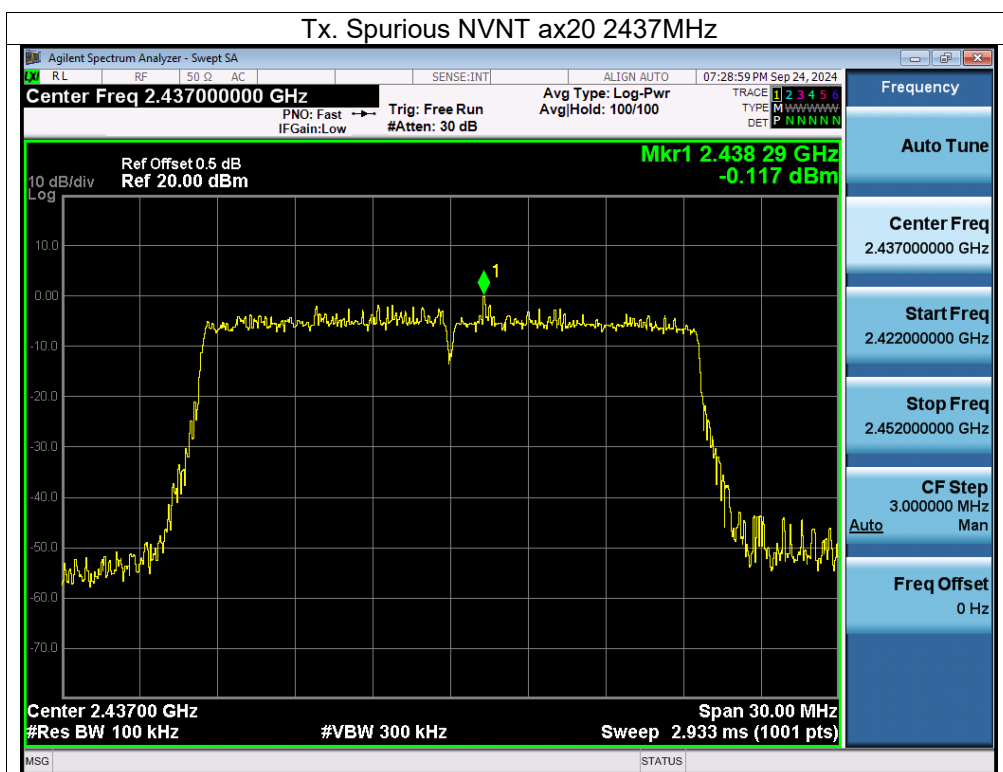 Tx. Spurious NVNT ax20 2437MHz
Agilent Spectrum Analyzer - Swept SA
LXI RL RF 50 Ω AC SENSE:INT ALIGN AUTO 07:28:59 PM Sep 24, 2024
Center Freq 2.437000000 GHz
PNO: Fast
IFGain:Low
Trig: Free Run
#Atten: 30 dB
Avg Type: Log-Pwr
Avg|Hold: 100/100
TRACE 1 2 3 4 5 6
TYPE M WWWWW
DET P N N N N N
Ref Offset 0.5 dB
Ref 20.00 dBm
10 dB/div
Log
Mkr1 2.438 29 GHz
-0.117 dBm
1
10.0
0.00
-10.0
-20.0
-30.0
-40.0
-50.0
-60.0
-70.0
Center 2.43700 GHz
Span 30.00 MHz
#Res BW 100 kHz
#VBW 300 kHz
Sweep 2.933 ms (1001 pts)
MSG
STATUS
Frequency
Auto Tune
Center Freq
2.437000000 GHz
Start Freq
2.422000000 GHz
Stop Freq
2.452000000 GHz
CF Step
3.000000 MHz
Auto Man
Freq Offset
0 Hz